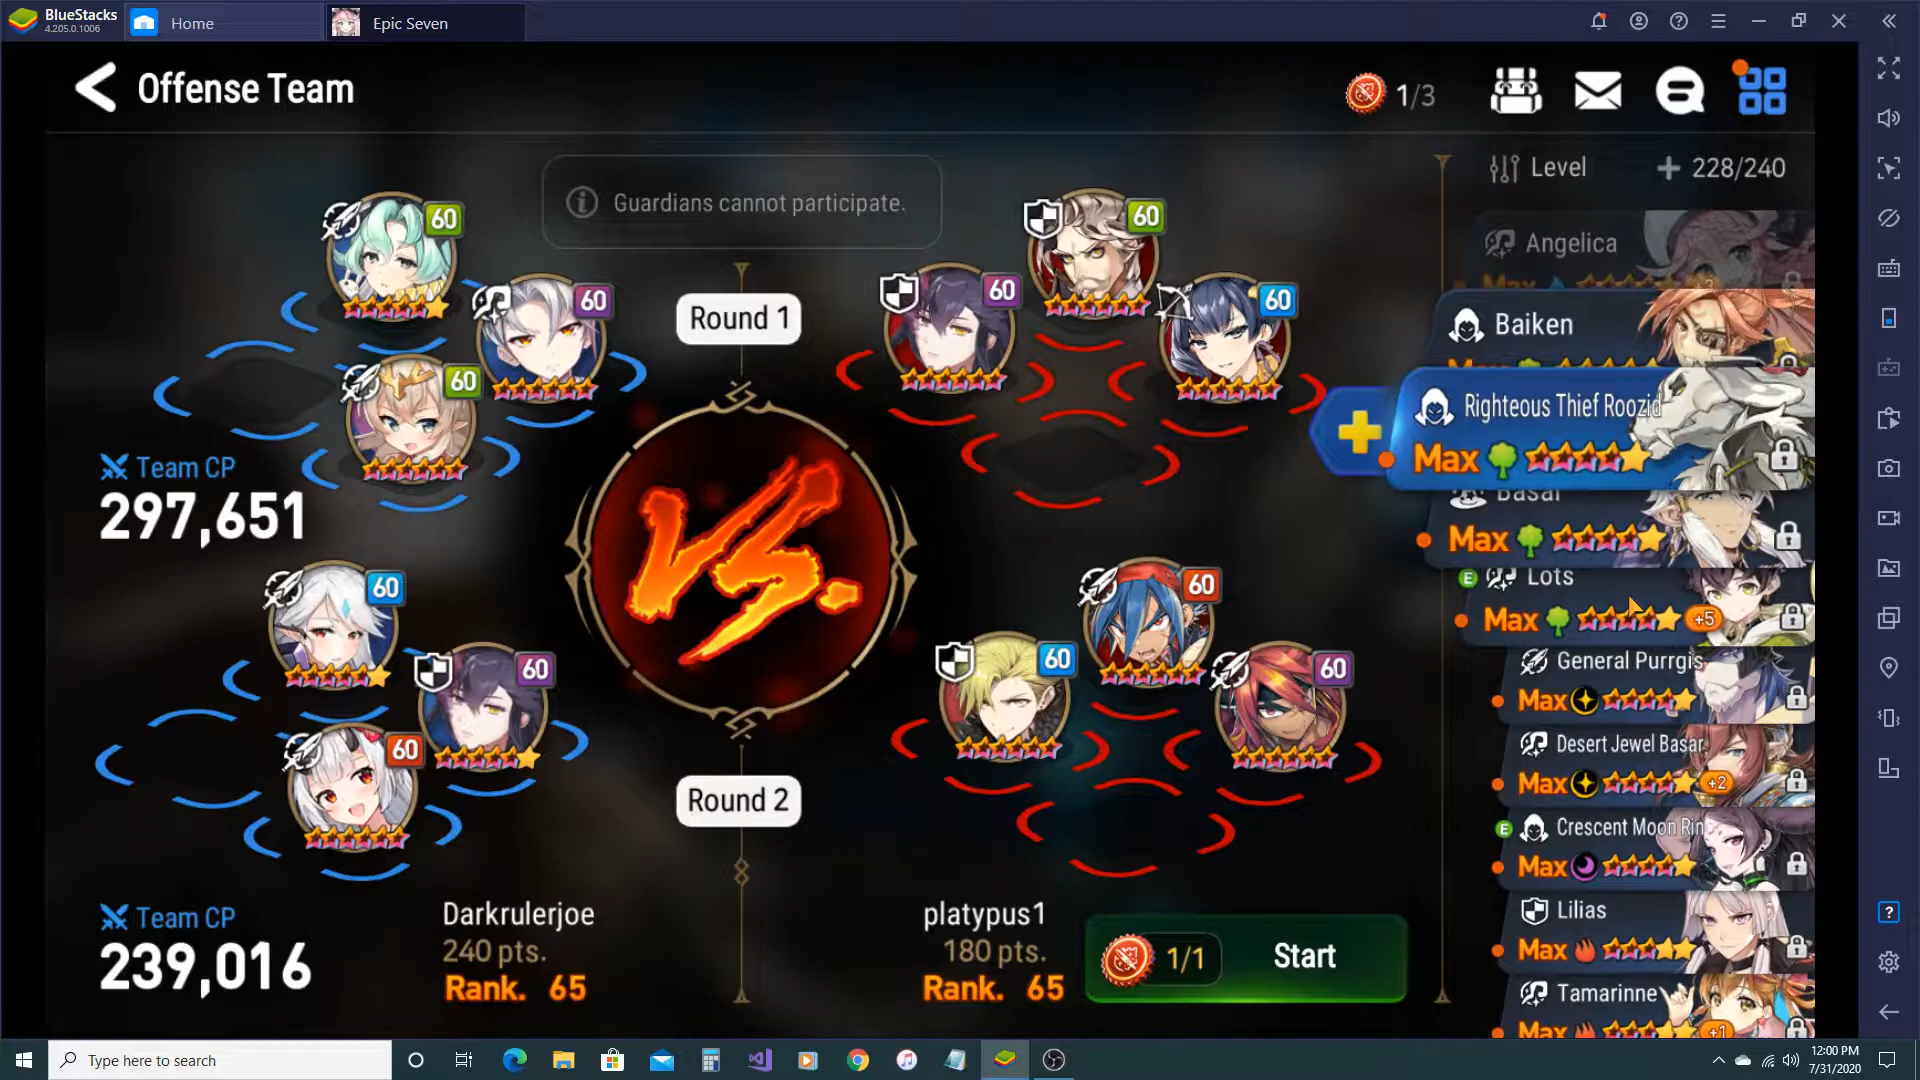 BlueStacks
4.205.0.1006
Home
Epic Seven
Offense Team
1/3
Guardians cannot participate.
Level
228/240
60
60
60
60
60
60
Round 1
Angelica
Baiken
Righteous Thief Roozid
Max
Basar
Max
Lots
Max
+5
General Purrgis
Max
Desert Jewel Basar
Max
+2
Crescent Moon Rin
Max
Lilias
Max
Tamarinne
Max
+1
Team CP
297,651
VS.
60
60
60
60
60
60
Round 2
Team CP
239,016
Darkrulerjoe
240 pts.
Rank. 65
platypus1
180 pts.
Rank. 65
1/1
Start
Type here to search
12:00 PM
7/31/2020